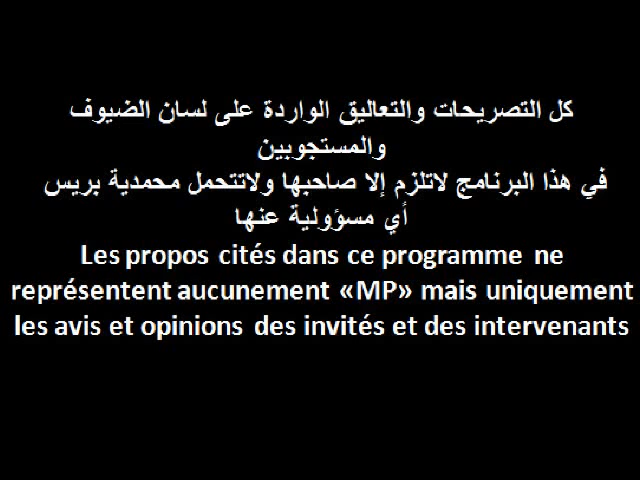 كل التصريحات والتعاليق الواردة على لسان الضيوف
والمستجوبين
في هذا البرنامج لاتلزم إلا صاحبها ولاتتحمل محمدية بريس
أي مسؤولية عنها
Les propos cités dans ce programme ne
représentent aucunement «MP» mais uniquement
les avis et opinions des invités et des intervenants